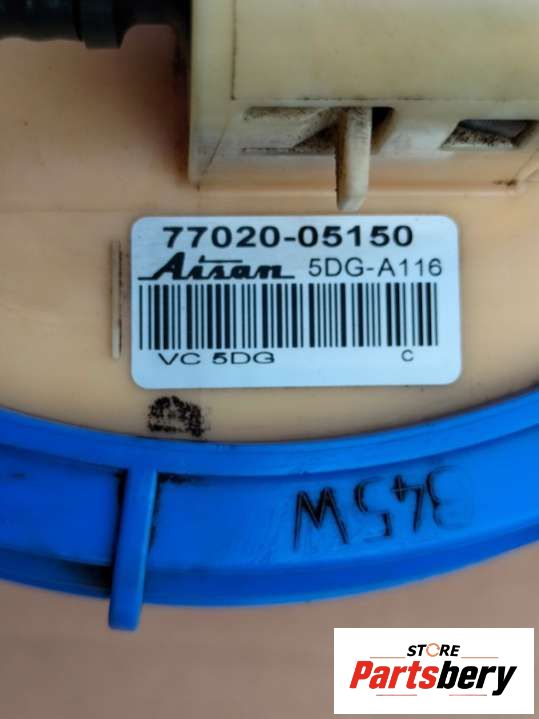 77020-05150
Aisan 5DG-A116
VC 5DG C
345W
STORE
Partsbery